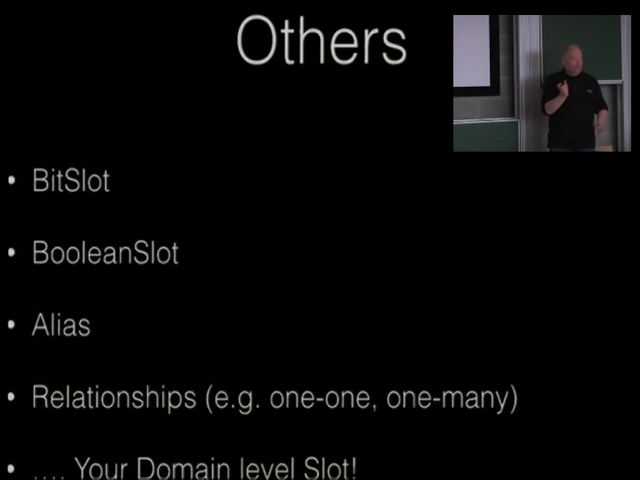 Others
• BitSlot
• BooleanSlot
• Alias
• Relationships (e.g. one-one, one-many)
• .... Your Domain level Slot!